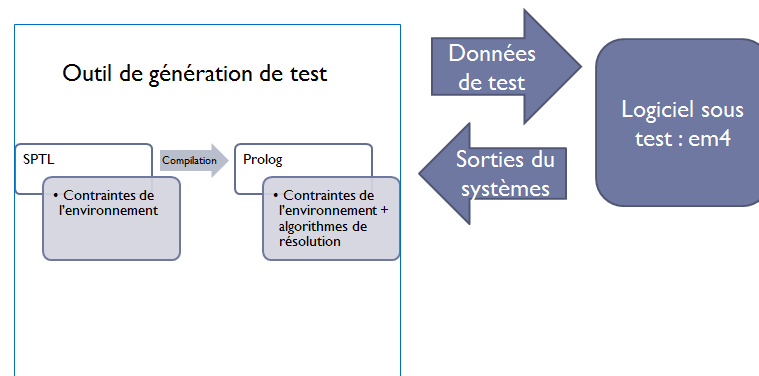 Outil de génération de test
SPTL
• Contraintes de
l'environnement
Compilation
Prolog
• Contraintes de
l'environnement +
algorithmes de
résolution
Données
de test
Sorties du
systèmes
Logiciel sous
test : em4